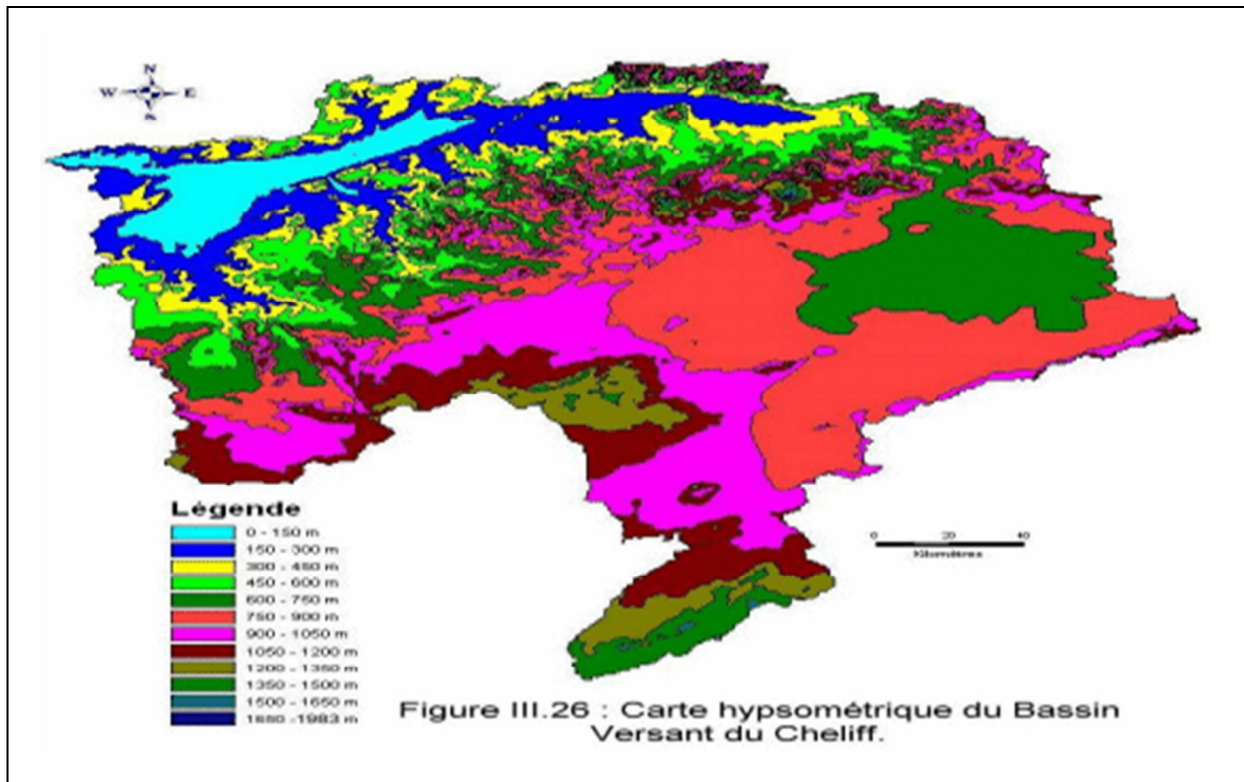 N
W E
Légende
0 - 150 m
150 - 300 m
300 - 450 m
450 - 600 m
600 - 750 m
750 - 900 m
900 - 1050 m
1050 - 1200 m
1200 - 1350 m
1350 - 1500 m
1500 - 1650 m
1650 - 1983 m
0 20 40
Kilomètres
Figure III.26 : Carte hypsométrique du Bassin
Versant du Cheliff.